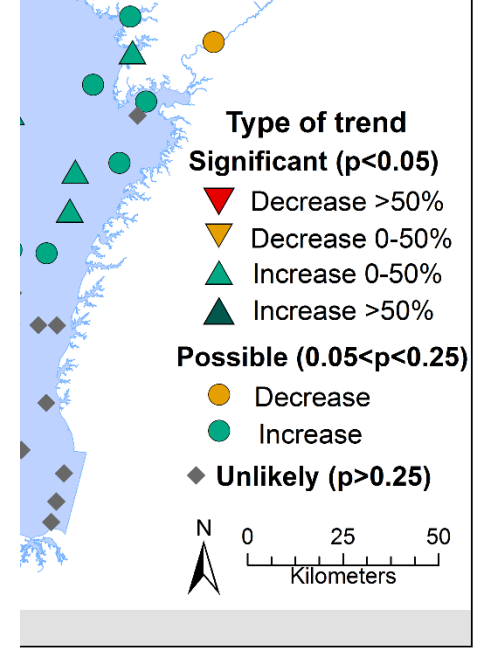 Type of trend
Significant (p<0.05)
Decrease >50%
Decrease 0-50%
Increase 0-50%
Increase >50%
Possible (0.05<p<0.25)
Decrease
Increase
Unlikely (p>0.25)
N
0 25 50
Kilometers